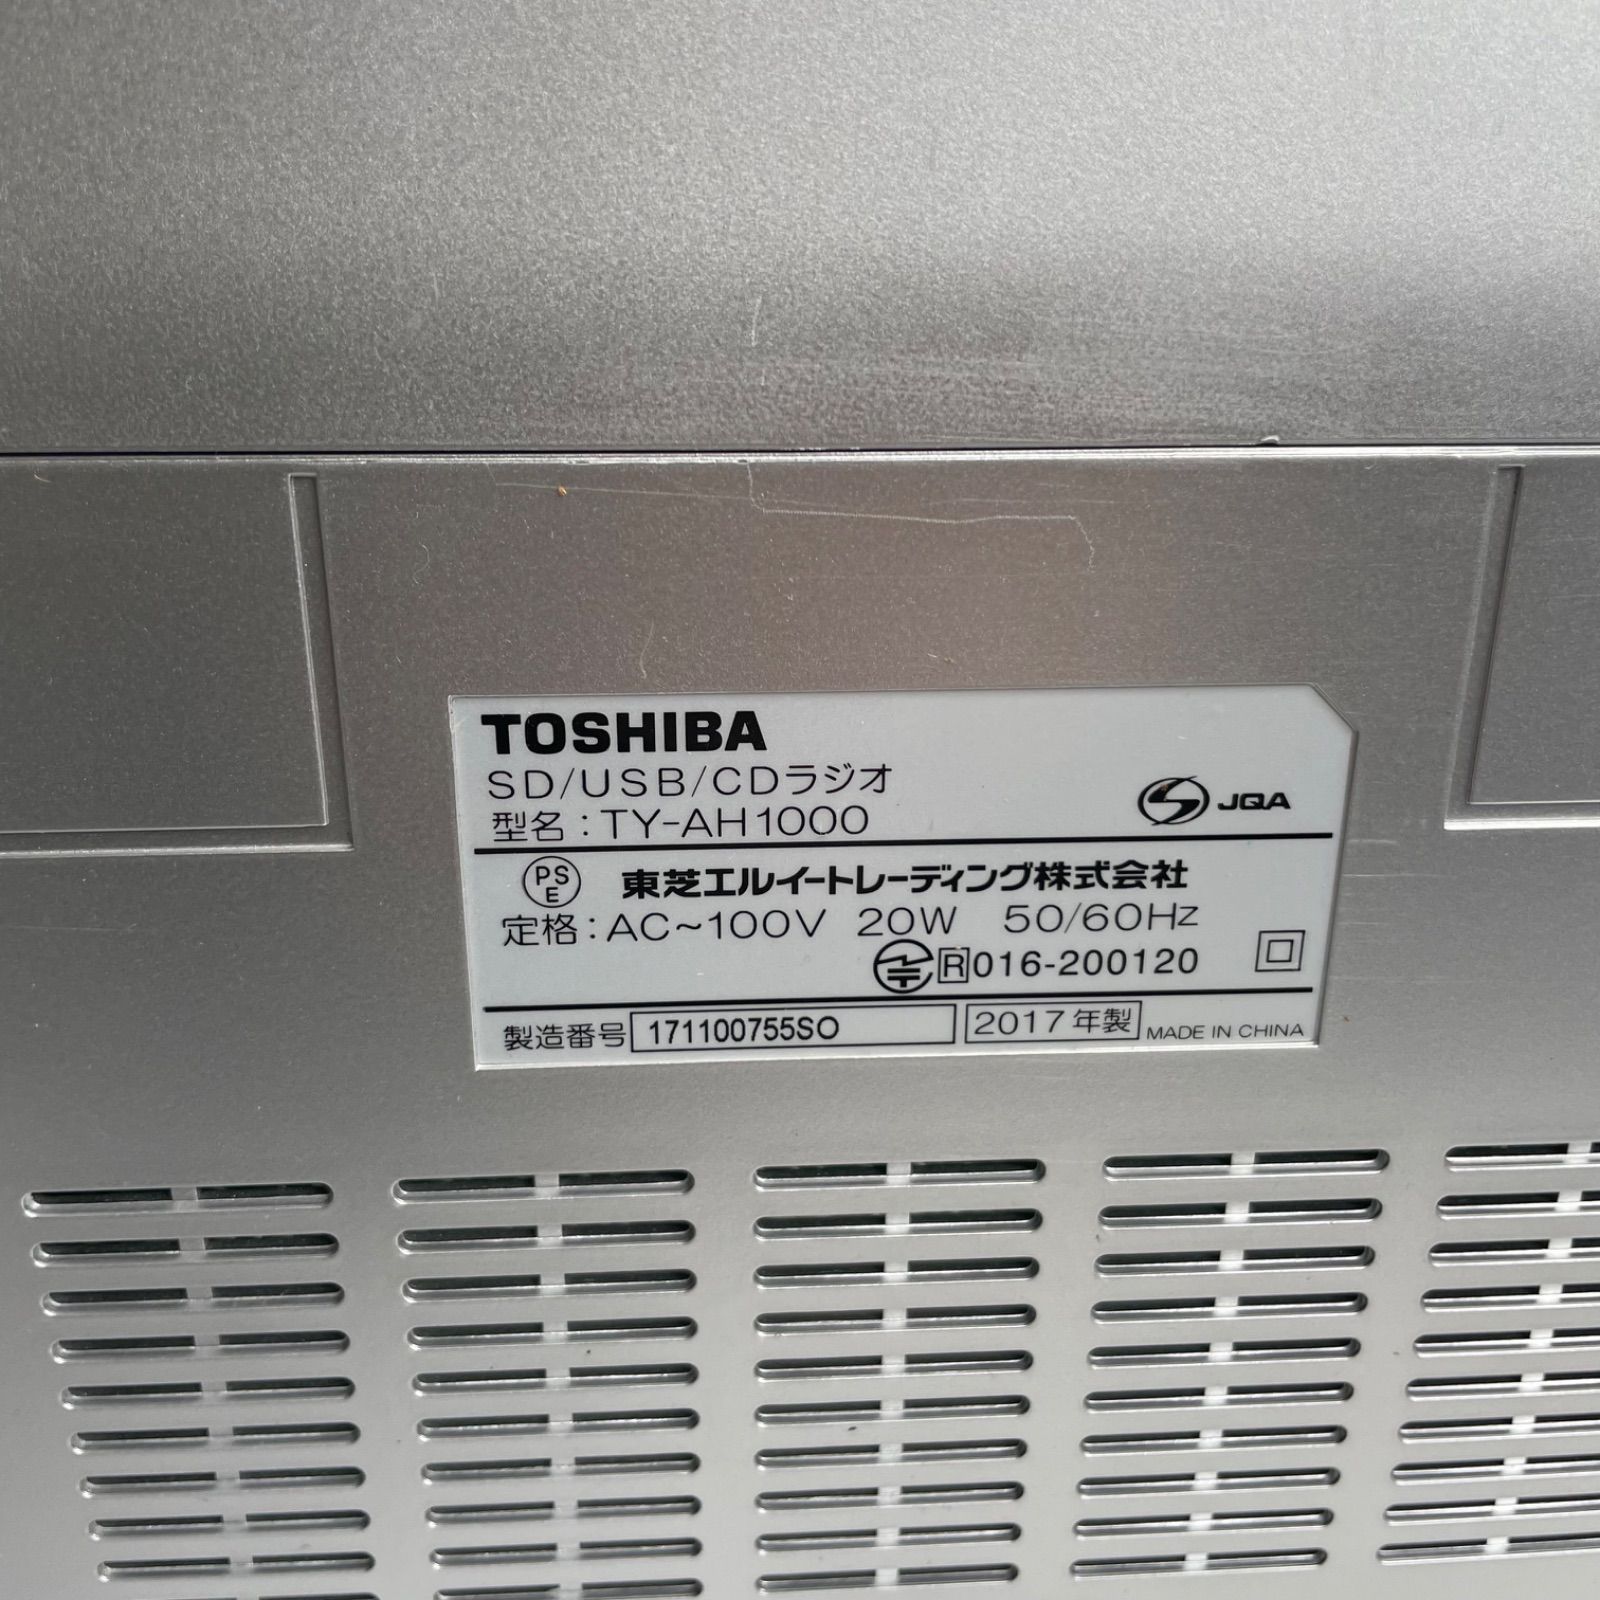 TOSHIBA
SD/USB/CDラジオ
型名:TY-AH1000
JQA
PSE 東芝エルイートレーディング株式会社
定格:AC~100V 20W 50/60Hz
R 016-200120
製造番号 171100755SO 2017年製 MADE IN CHINA